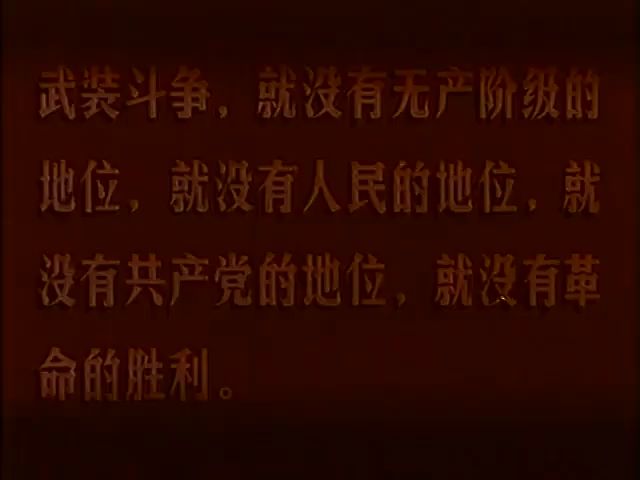 武装斗争，就没有无产阶级的
地位，就没有人民的地位，就
没有共产党的地位，就没有革
命的胜利。